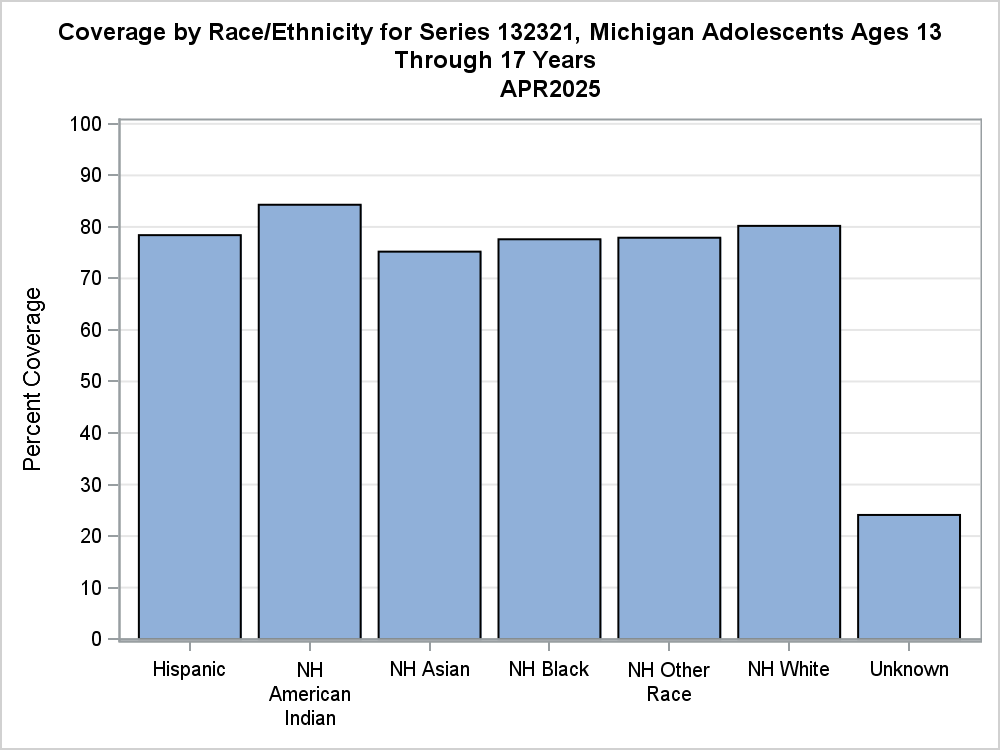 Coverage by Race/Ethnicity for Series 132321, Michigan Adolescents Ages 13
Through 17 Years
APR2025
100
90
80
70
60
50
40
30
20
10
0
Percent Coverage
Hispanic
NH
American
Indian
NH Asian
NH Black
NH Other
Race
NH White
Unknown